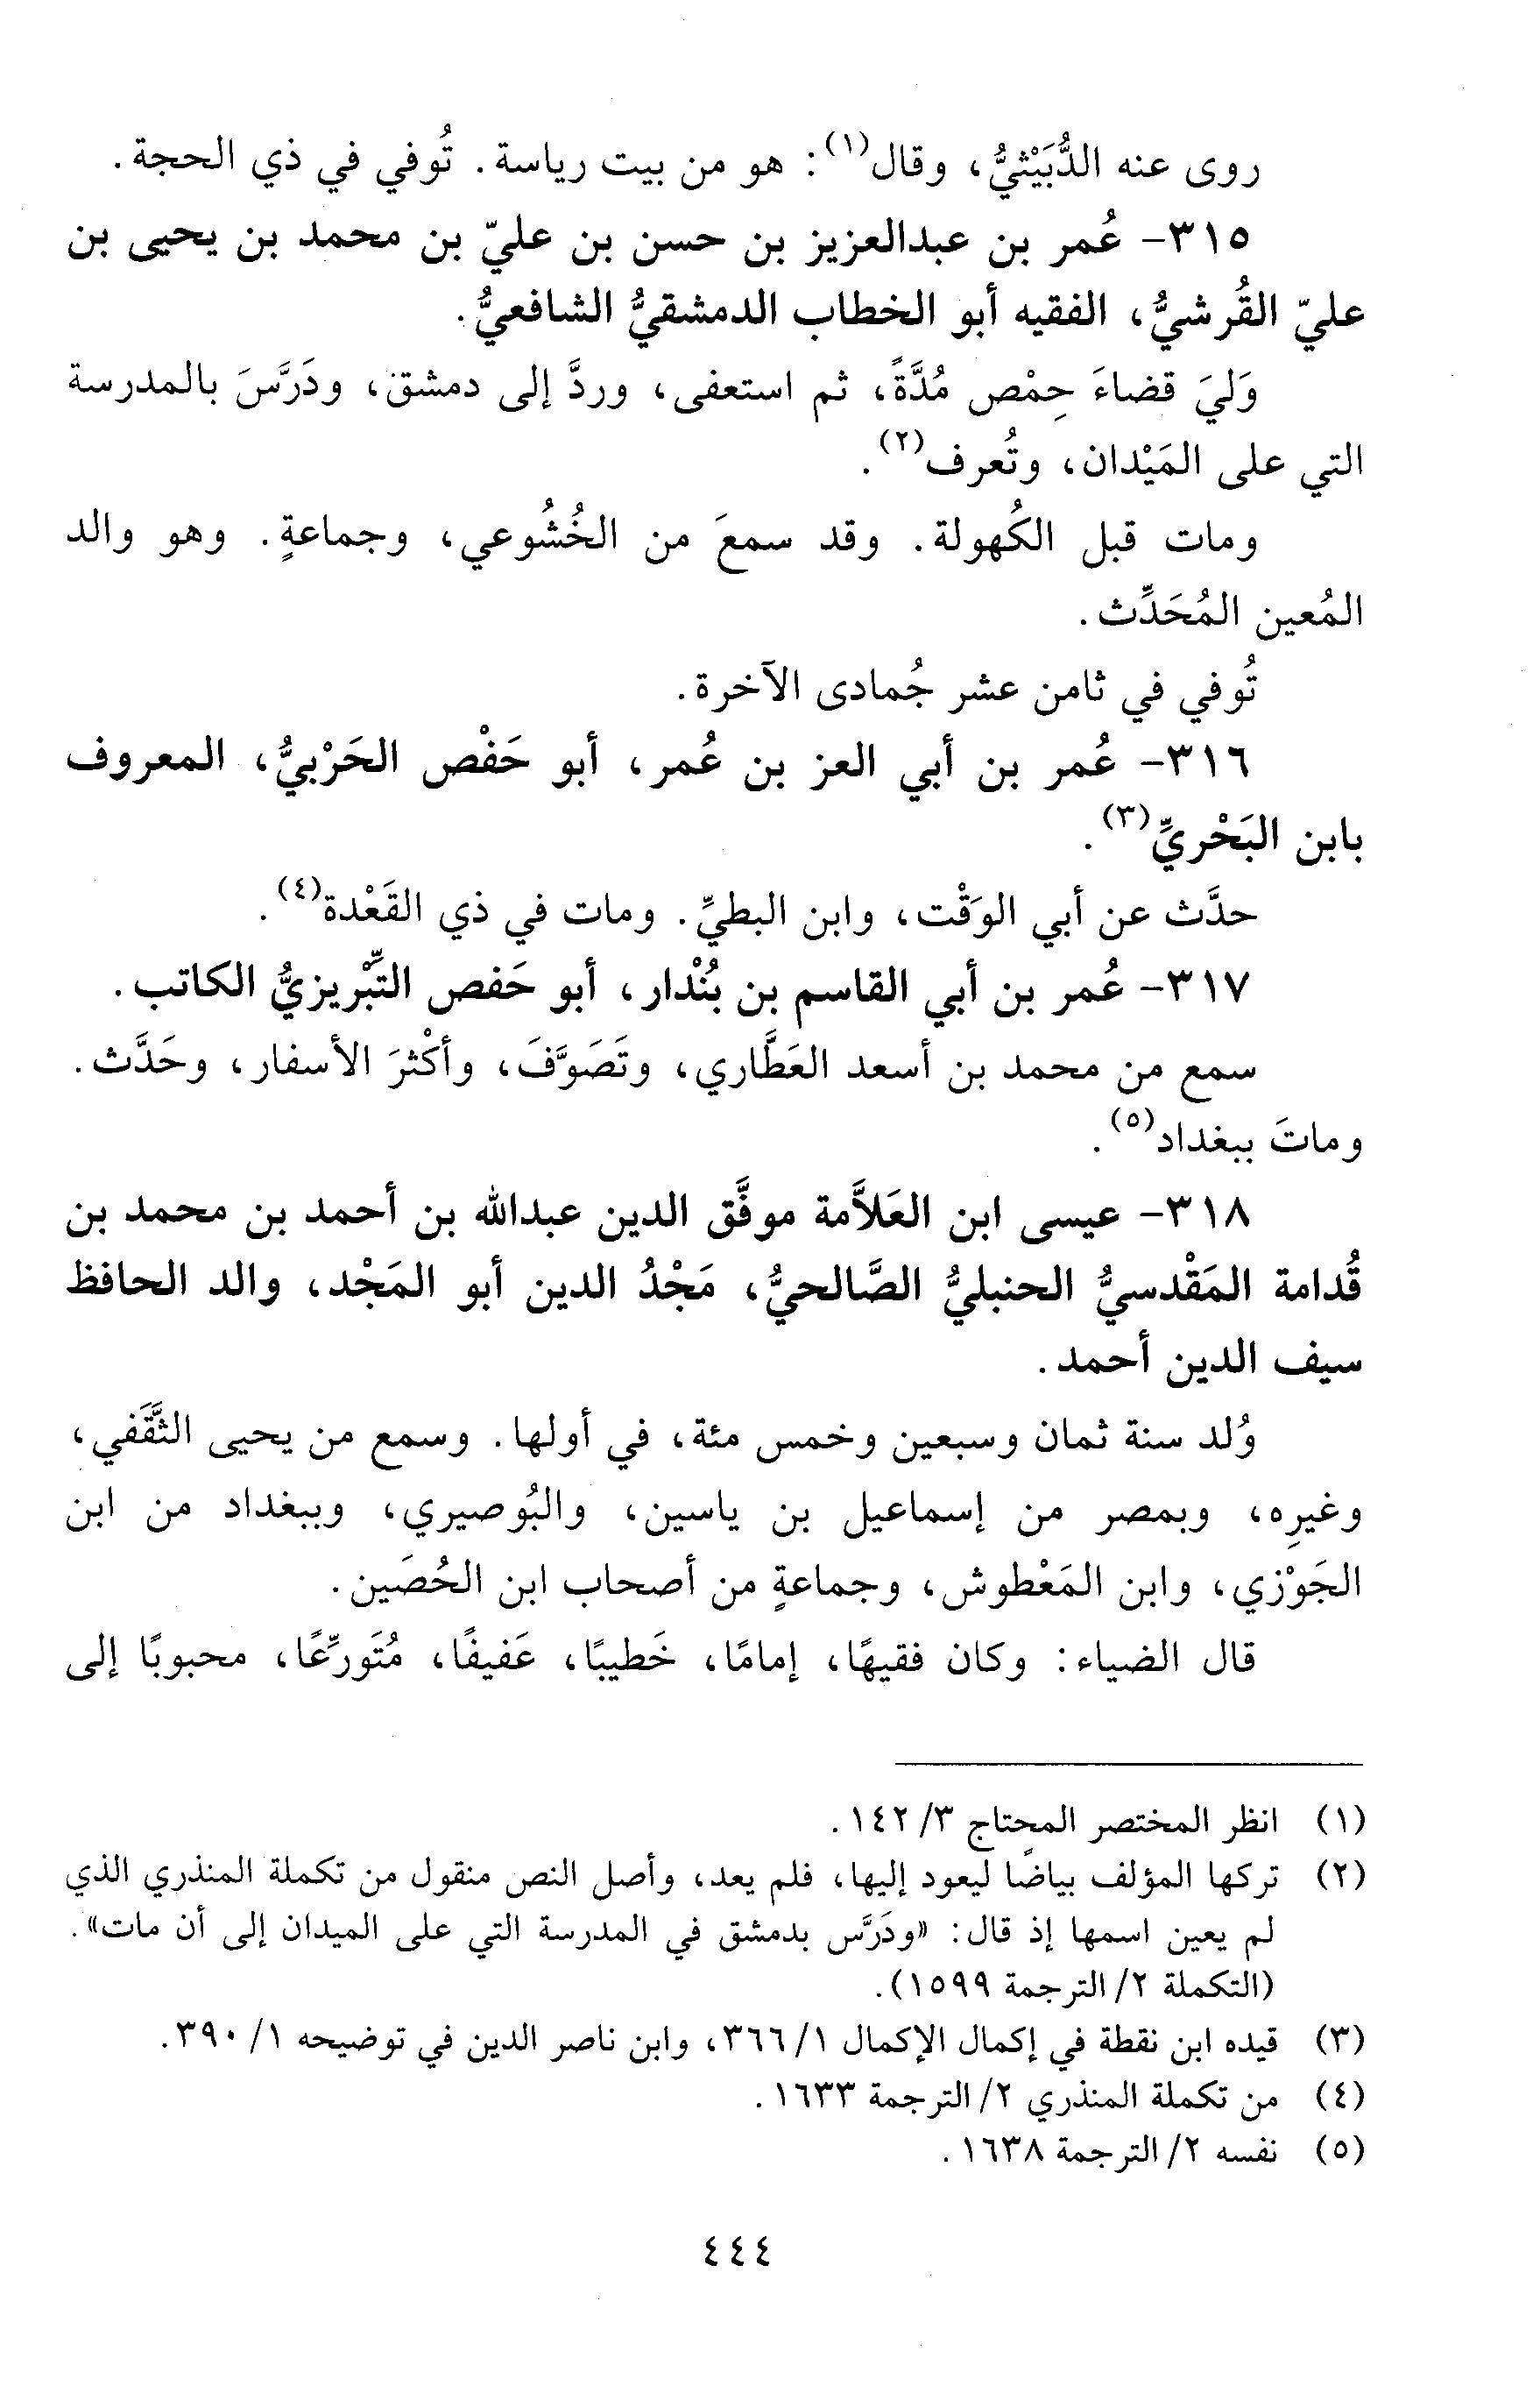 روى عنه الدُّبَيْثيُّ، وقال(١): هو من بيت رياسة. تُوفي في ذي الحجة.
٣١٥- عُمر بن عبدالعزيز بن حسن بن عليّ بن محمد بن يحيى بن
عليّ القُرشيُّ، الفقيه أبو الخطاب الدمشقيُّ الشافعيُّ.
وَليَ قضاءَ حِمْص مُدَّةً، ثم استعفى، وردَّ إلى دمشق، ودَرَّسَ بالمدرسة
التي على المَيْدان، وتُعرف(٢).
ومات قبل الكُهولة. وقد سمعَ من الخُشُوعي، وجماعةٍ. وهو والد
المُعين المُحَدِّث.
تُوفي في ثامن عشر جُمادى الآخرة.
٣١٦- عُمر بن أبي العز بن عُمر، أبو حَفْص الحَرْبيُّ، المعروف
بابن البَحْريِّ(٣).
حدَّث عن أبي الوَقْت، وابن البطيِّ. ومات في ذي القَعْدة(٤).
٣١٧- عُمر بن أبي القاسم بن بُنْدار، أبو حَفص التِّبْريزيُّ الكاتب.
سمع من محمد بن أسعد العَطَّاري، وتَصَوَّفَ، وأكْثرَ الأسفار، وحَدَّث.
وماتَ ببغداد(٥).
٣١٨- عيسى ابن العَلاَّمة موفَّق الدين عبدالله بن أحمد بن محمد بن
قُدامة المَقْدسيُّ الحنبليُّ الصَّالحيُّ، مَجْدُ الدين أبو المَجْد، والد الحافظ
سيف الدين أحمد.
وُلد سنة ثمان وسبعين وخمس مئة، في أولها. وسمع من يحيى الثَّقَفي،
وغيرِه، وبمصر من إسماعيل بن ياسين، والبُوصيري، وببغداد من ابن
الجَوْزي، وابن المَعْطوش، وجماعةٍ من أصحاب ابن الحُصَين.
قال الضياء: وكان فقيهًا، إمامًا، خَطيبًا، عَفيفًا، مُتَورِّعًا، محبوبًا إلى
(١) انظر المختصر المحتاج ٣/ ١٤٢.
(٢) تركها المؤلف بياضًا ليعود إليها، فلم يعد، وأصل النص منقول من تكملة المنذري الذي
لم يعين اسمها إذ قال: «ودَرَّس بدمشق في المدرسة التي على الميدان إلى أن مات».
(التكملة ٢/ الترجمة ١٥٩٩).
(٣) قيده ابن نقطة في إكمال الإكمال ١/ ٣٦٦، وابن ناصر الدين في توضيحه ١/ ٣٩٠.
(٤) من تكملة المنذري ٢/ الترجمة ١٦٣٣.
(٥) نفسه ٢/ الترجمة ١٦٣٨.
٤٤٤